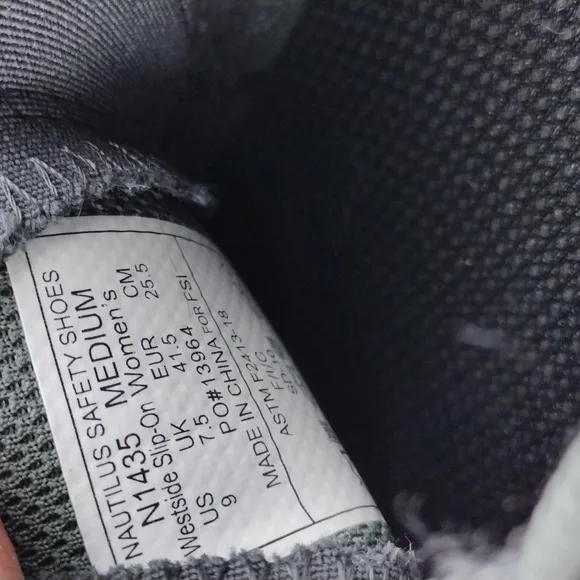 NAUTILUS SAFETY SHOES
N1435 MEDIUM
Westside Slip-On Women's
US UK EUR CM
9 7.5 41.5 25.5
PO#13964 FOR FSI
MADE IN CHINA
ASTM F2413-18